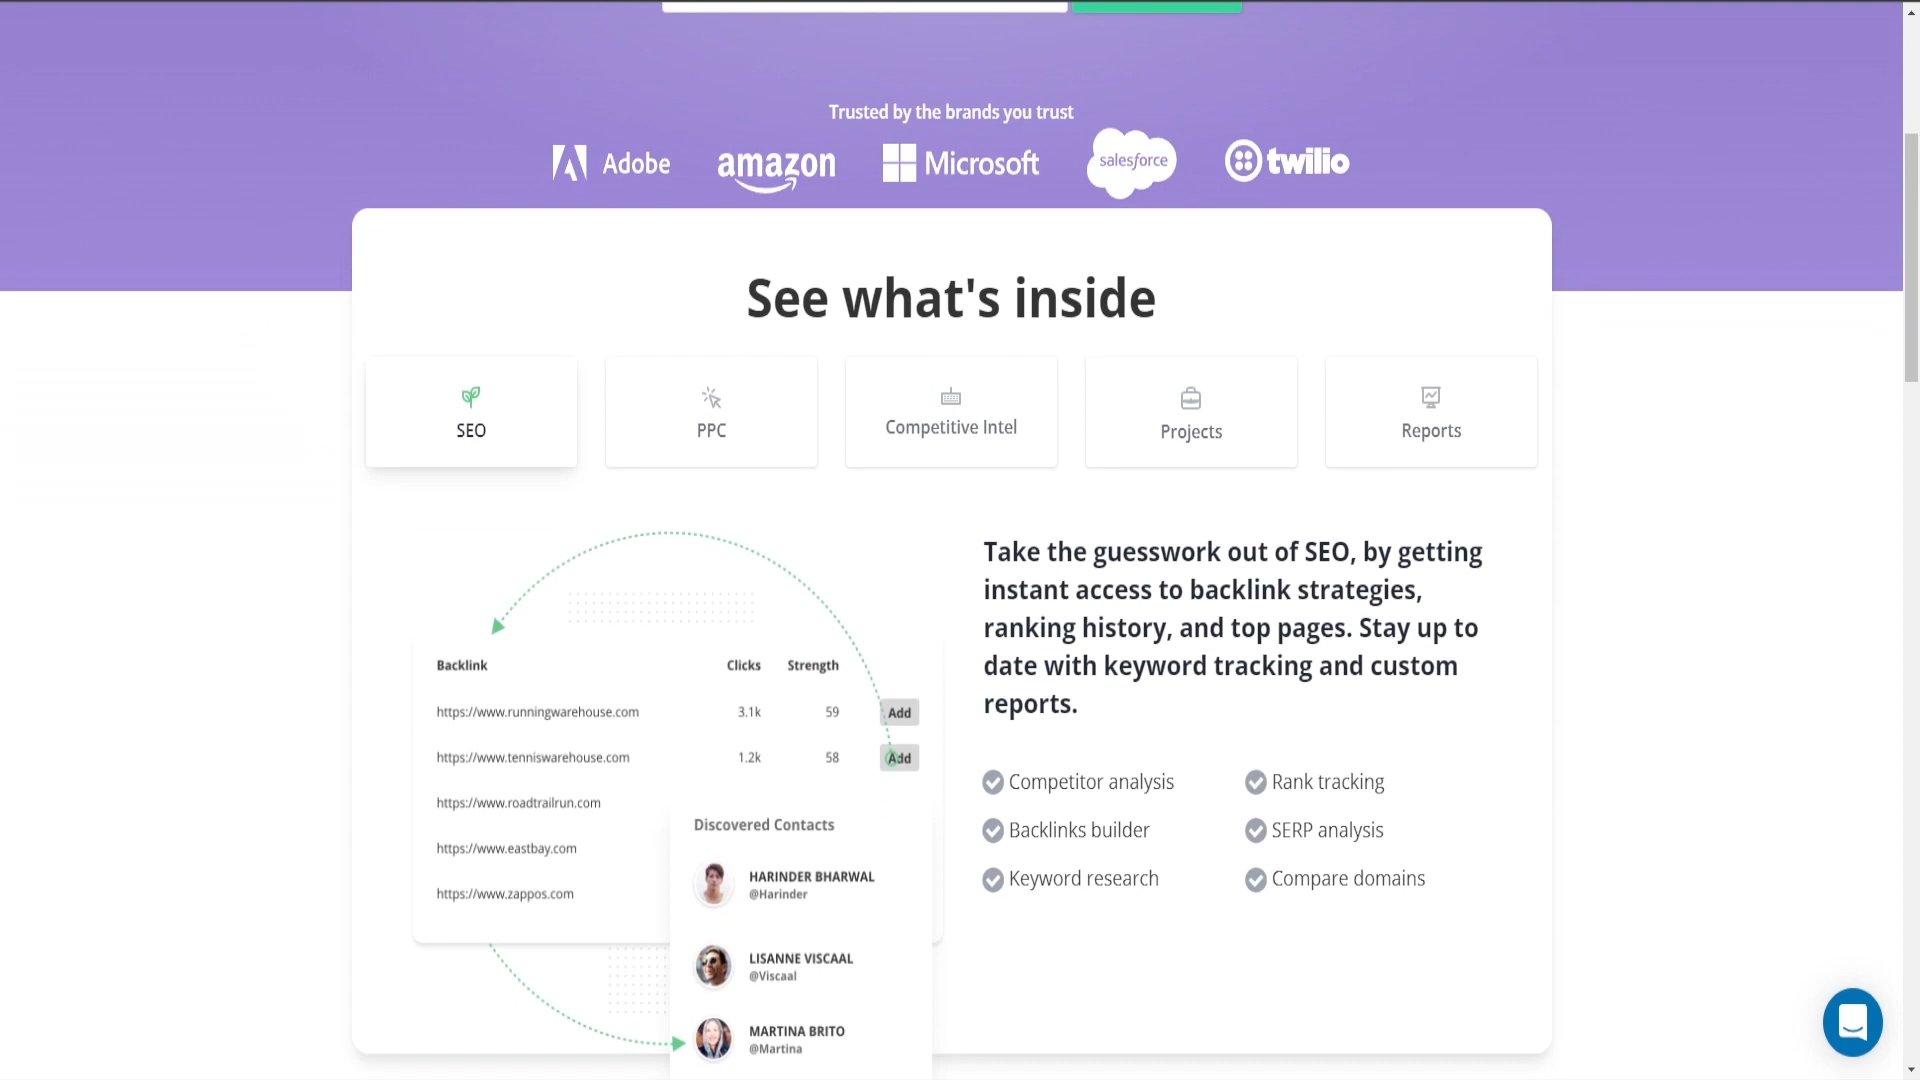 Trusted by the brands you trust
Adobe
amazon
Microsoft
salesforce
twilio
See what's inside
SEO
PPC
Competitive Intel
Projects
Reports
Take the guesswork out of SEO, by getting
instant access to backlink strategies,
ranking history, and top pages. Stay up to
date with keyword tracking and custom
reports.
Competitor analysis
Rank tracking
Backlinks builder
SERP analysis
Keyword research
Compare domains
Backlink Clicks Strength
https://www.runningwarehouse.com 3.1k 59 Add
https://www.tenniswarehouse.com 1.2k 58 Add
https://www.roadtrailrun.com
https://www.eastbay.com
https://www.zappos.com
Discovered Contacts
HARINDER BHARWAL
@Harinder
LISANNE VISCAAL
@Viscaal
MARTINA BRITO
@Martina